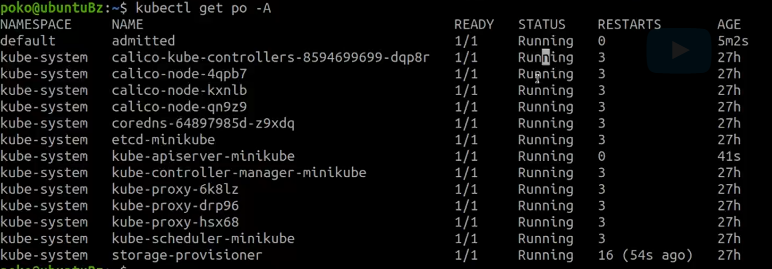 poko@ubuntuBz:~$ kubectl get po -A
NAMESPACE NAME READY STATUS RESTARTS AGE
default admitted 1/1 Running 0 5m2s
kube-system calico-kube-controllers-8594699699-dqp8r 1/1 Running 3 27h
kube-system calico-node-4qpb7 1/1 Running 3 27h
kube-system calico-node-kxnlb 1/1 Running 3 27h
kube-system calico-node-qn9z9 1/1 Running 3 27h
kube-system coredns-64897985d-z9xdq 1/1 Running 3 27h
kube-system etcd-minikube 1/1 Running 3 27h
kube-system kube-apiserver-minikube 1/1 Running 0 41s
kube-system kube-controller-manager-minikube 1/1 Running 3 27h
kube-system kube-proxy-6k8lz 1/1 Running 3 27h
kube-system kube-proxy-drp96 1/1 Running 3 27h
kube-system kube-proxy-hsx68 1/1 Running 3 27h
kube-system kube-scheduler-minikube 1/1 Running 3 27h
kube-system storage-provisioner 1/1 Running 16 (54s ago) 27h
poko@ubuntuBz:~$